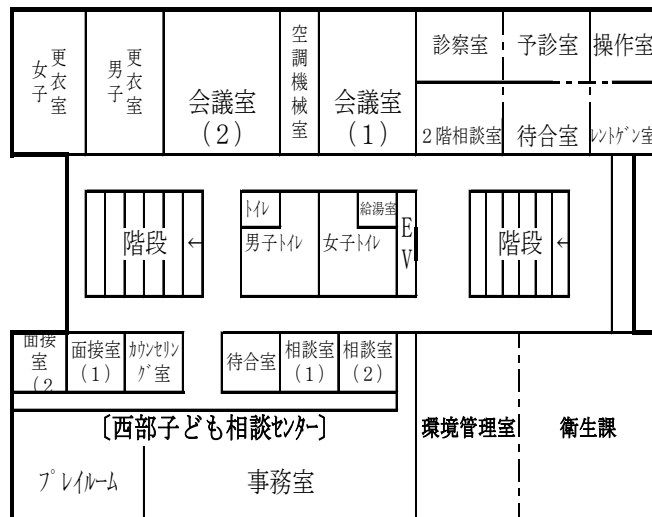 女子
更衣室
男子
更衣室
会議室
(2)
空調機械室
会議室
(1)
診察室
予診室
操作室
2階相談室
待合室
レントゲン室
階段
←
トイレ
給湯室
男子トイレ
女子トイレ
EV
階段
←
面接
室
(2
面接室
(1)
カウンセリン
グ室
待合室
相談室
(1)
相談室
(2)
〔西部子ども相談センター〕
環境管理室
衛生課
プレイルーム
事務室